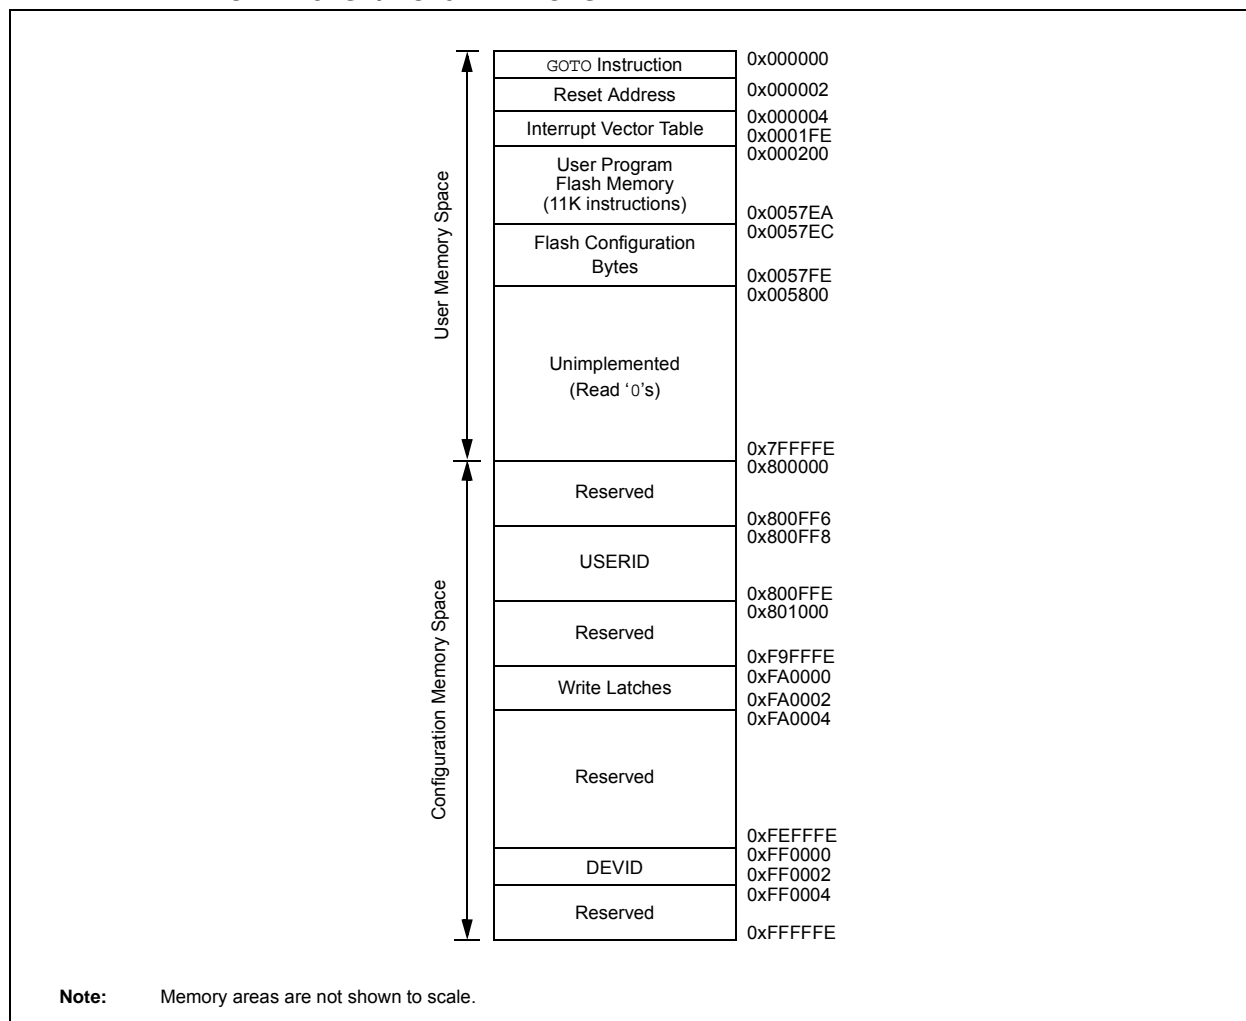 GOTO Instruction
0x000000
Reset Address
0x000002
Interrupt Vector Table
0x000004
0x0001FE
User Program
Flash Memory
(11K instructions)
0x000200
0x0057EA
Flash Configuration
Bytes
0x0057EC
0x0057FE
Unimplemented
(Read ‘0’s)
0x005800
0x7FFFFE
User Memory Space
Reserved
0x800000
0x800FF6
USERID
0x800FF8
0x800FFE
Reserved
0x801000
0xF9FFFE
Write Latches
0xFA0000
0xFA0002
Reserved
0xFA0004
0xFEFFFE
DEVID
0xFF0000
0xFF0002
Reserved
0xFF0004
0xFFFFFE
Configuration Memory Space
Note: Memory areas are not shown to scale.